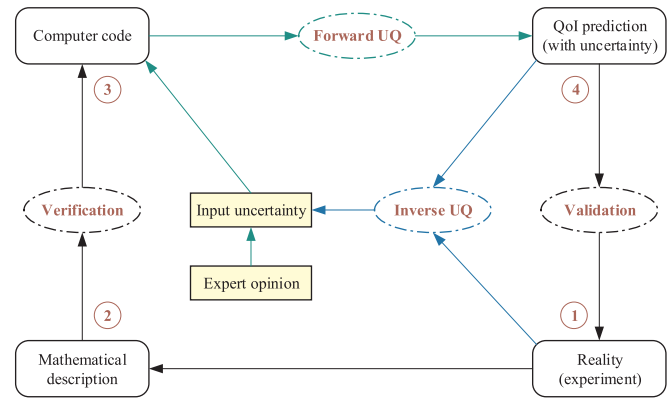 Computer code
Forward UQ
QoI prediction
(with uncertainty)
3
4
Verification
Input uncertainty
Inverse UQ
Validation
Expert opinion
2
1
Mathematical
description
Reality
(experiment)